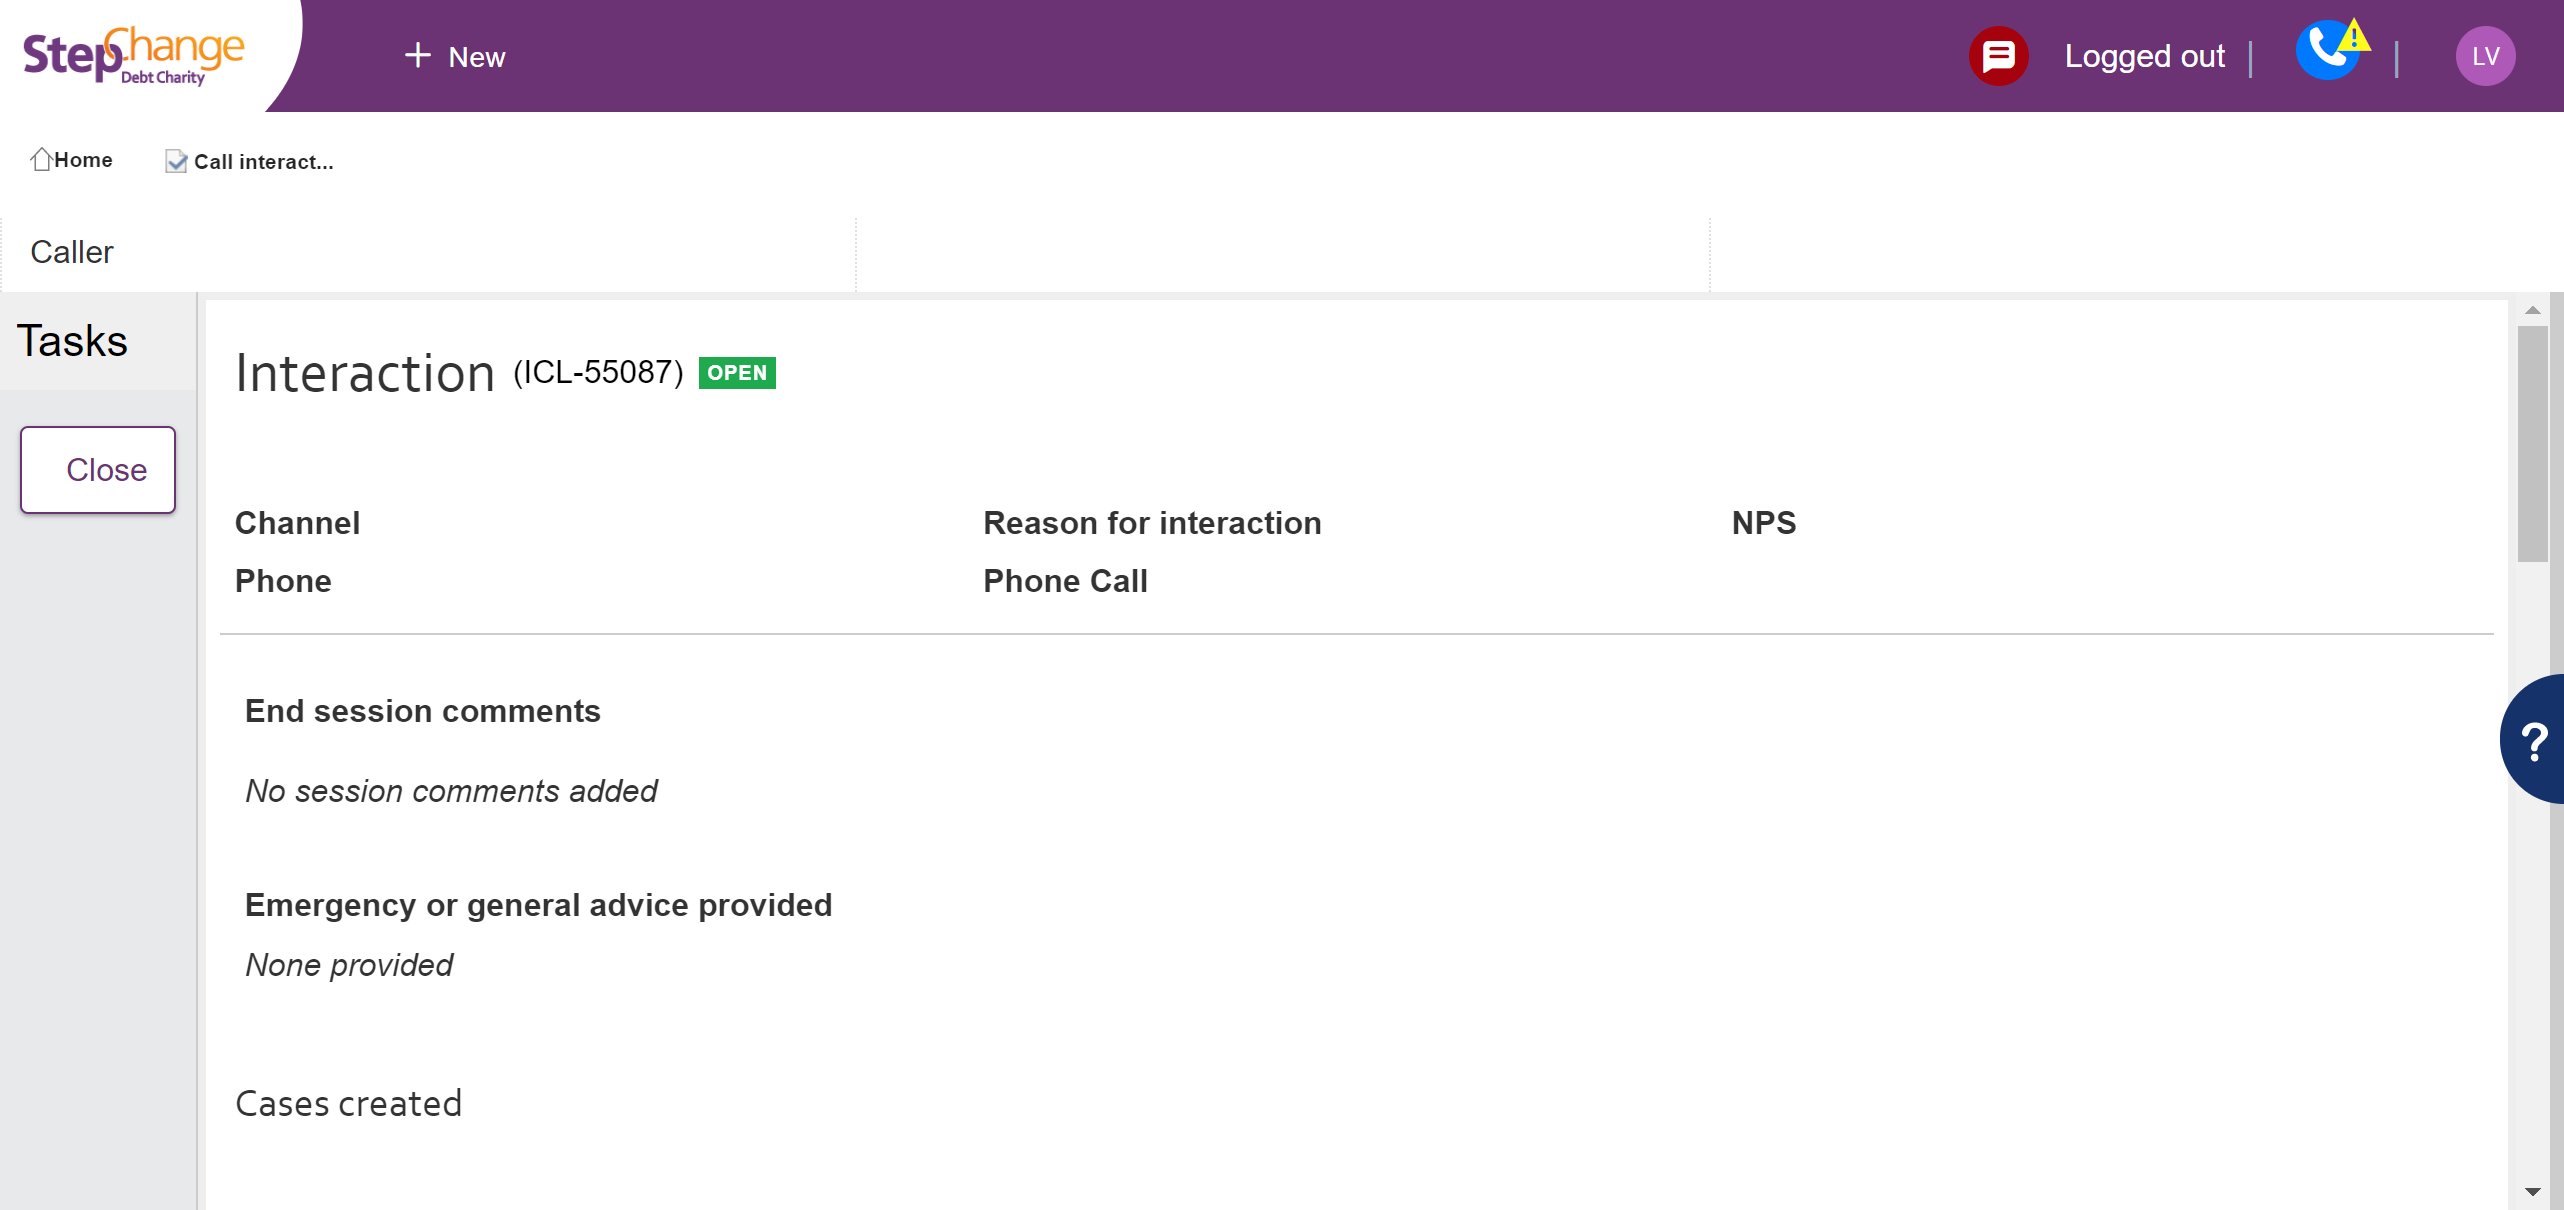 StepChange
Debt Charity
+ New
Logged out
LV
Home
Call interact...
Caller
Tasks
Close
Interaction (ICL-55087) OPEN
Channel Reason for interaction NPS
Phone Phone Call
End session comments
No session comments added
?
Emergency or general advice provided
None provided
Cases created